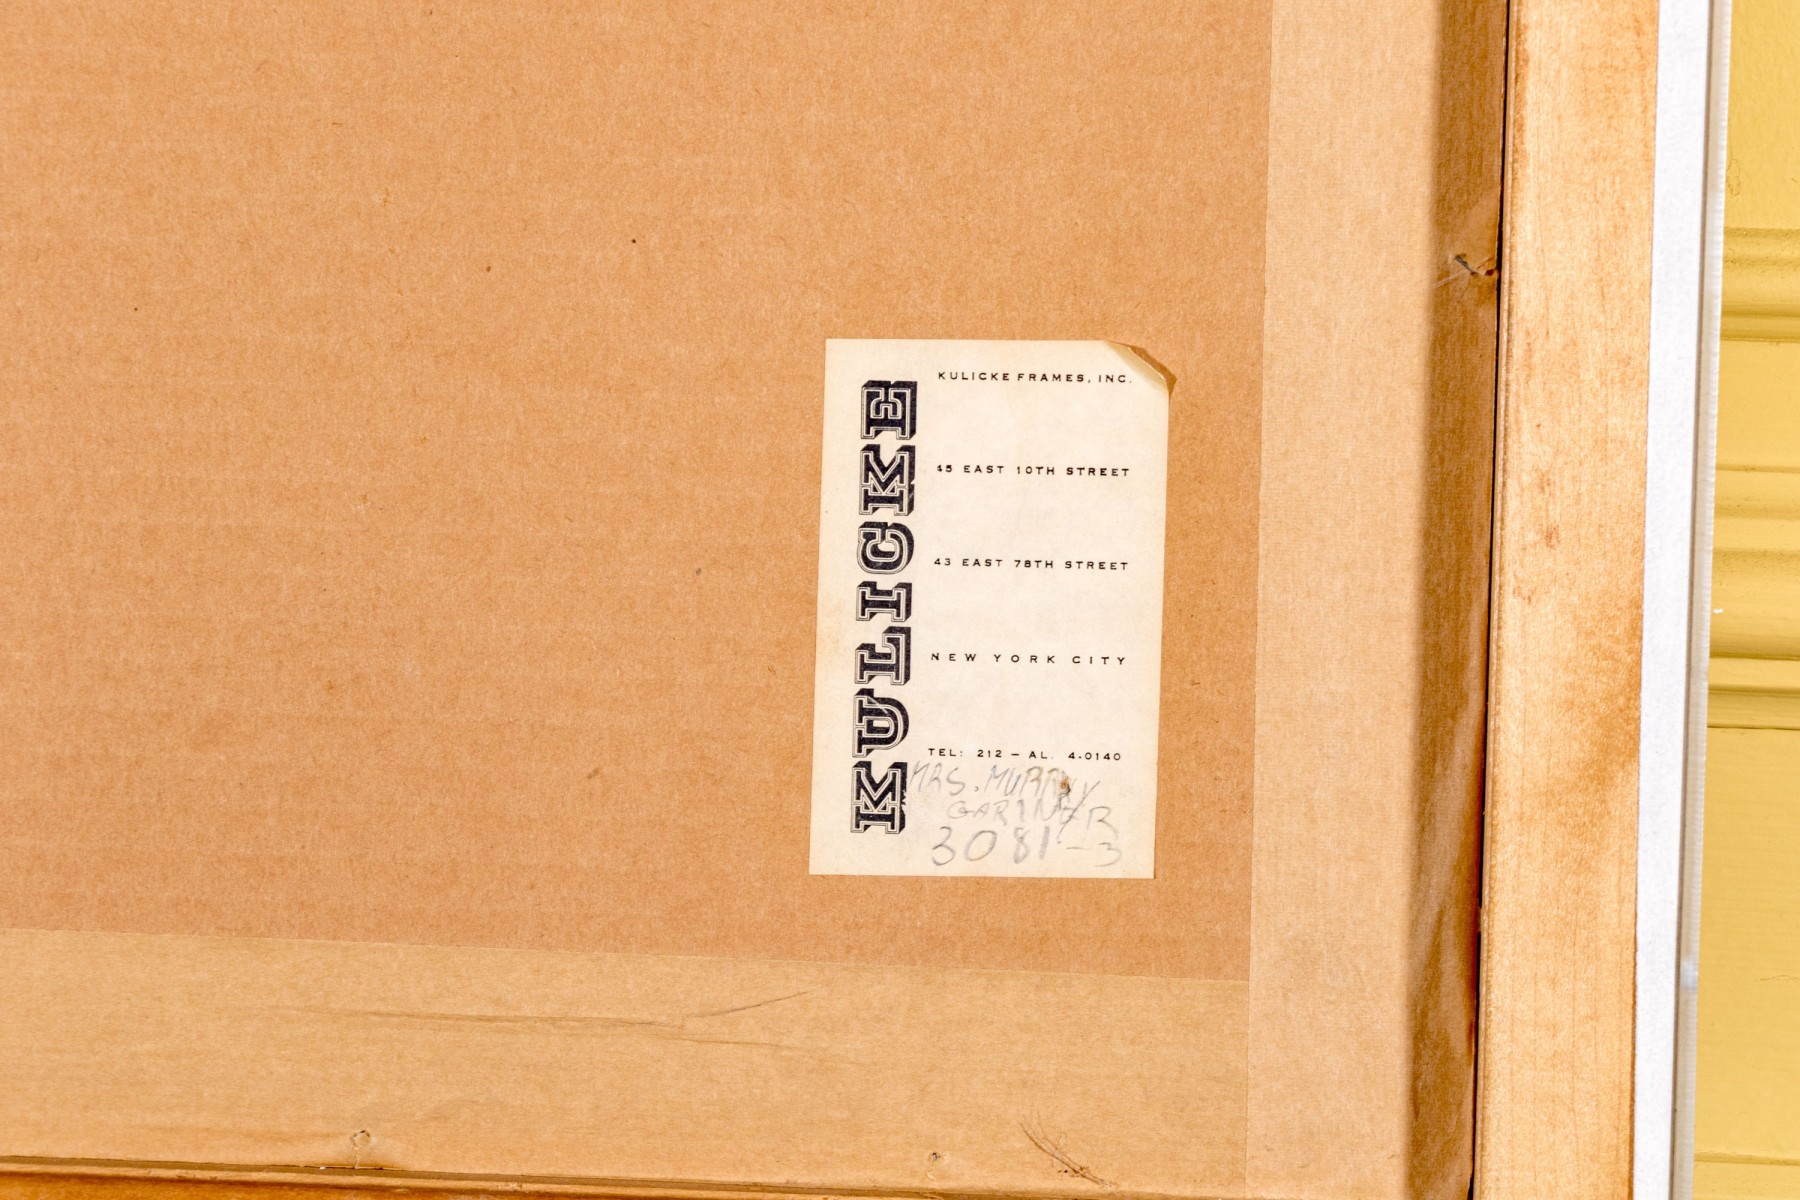 KULICKE
KULICKE FRAMES, INC.
45 EAST 10TH STREET
43 EAST 78TH STREET
NEW YORK CITY
TEL: 212 – AL. 4-0140
MRS. MURRAY
3081-3